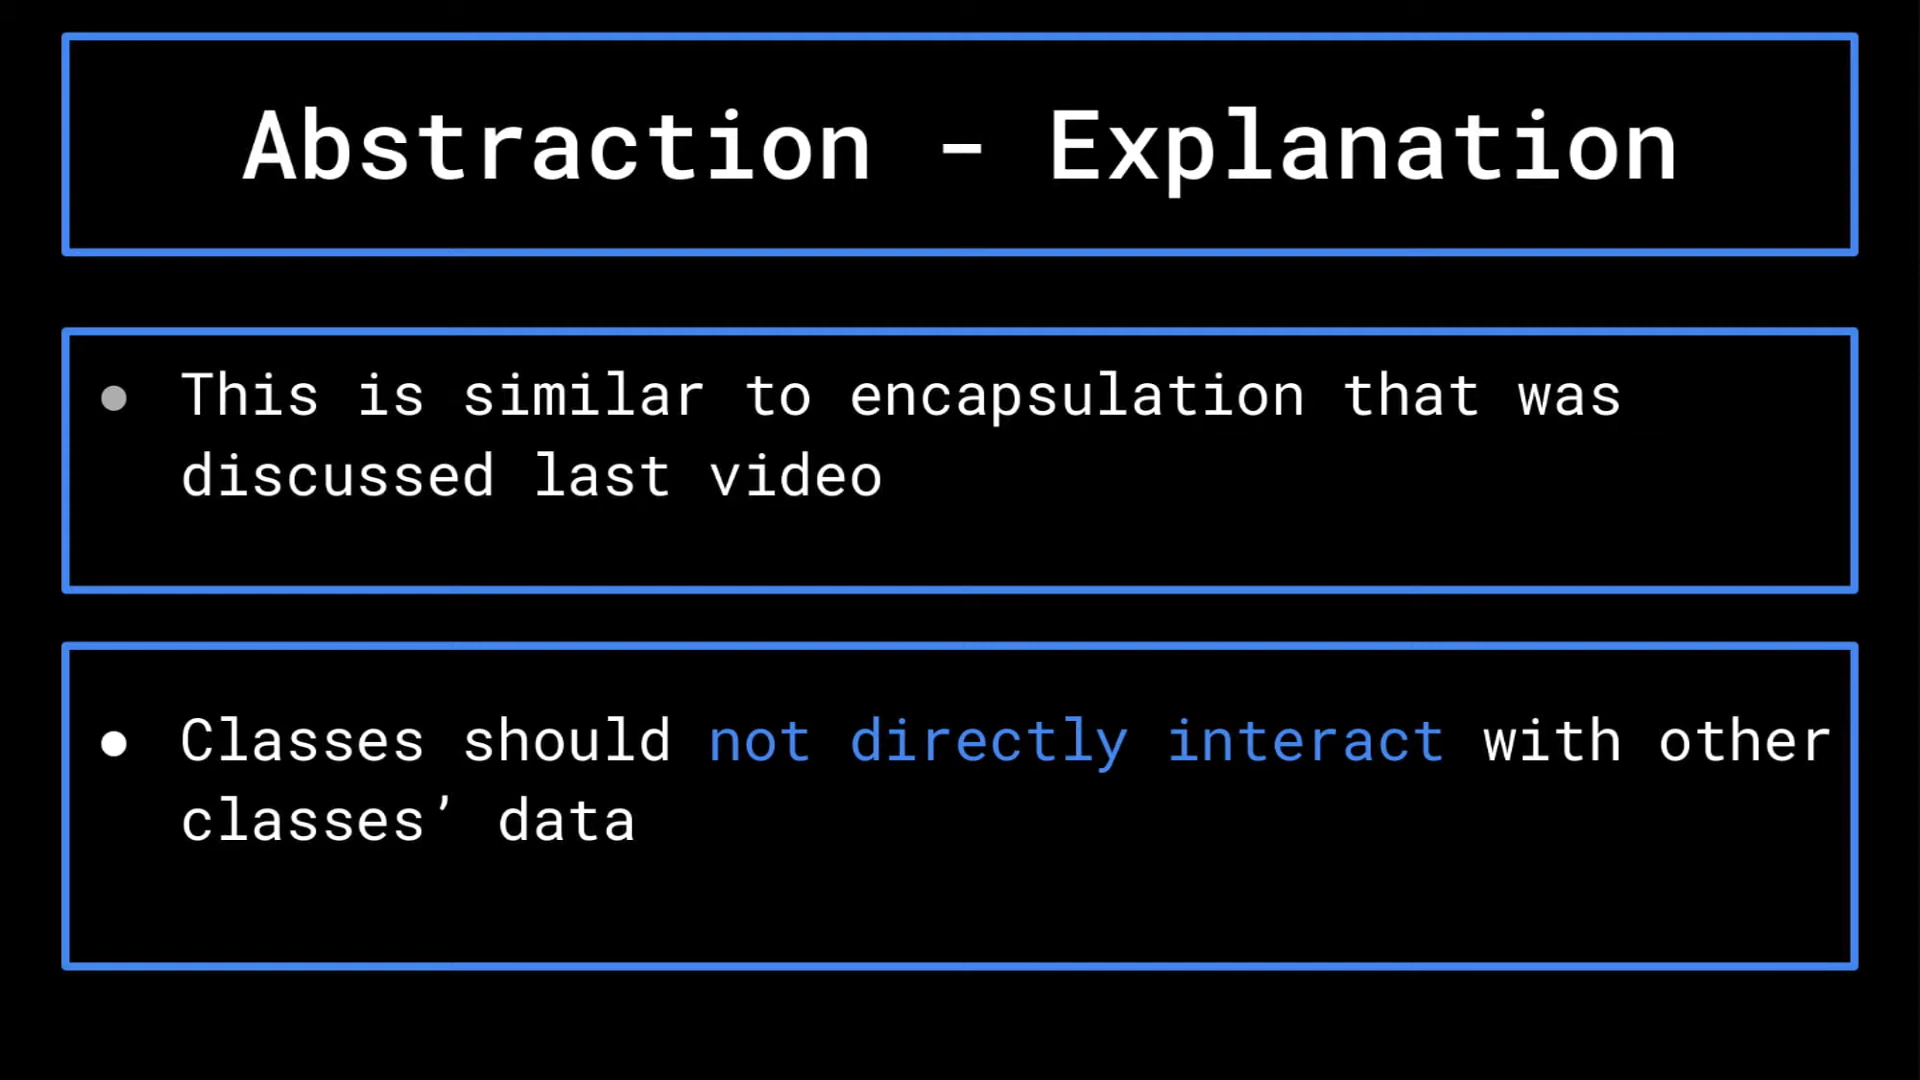 Abstraction - Explanation
● This is similar to encapsulation that was
discussed last video
● Classes should not directly interact with other
classes’ data